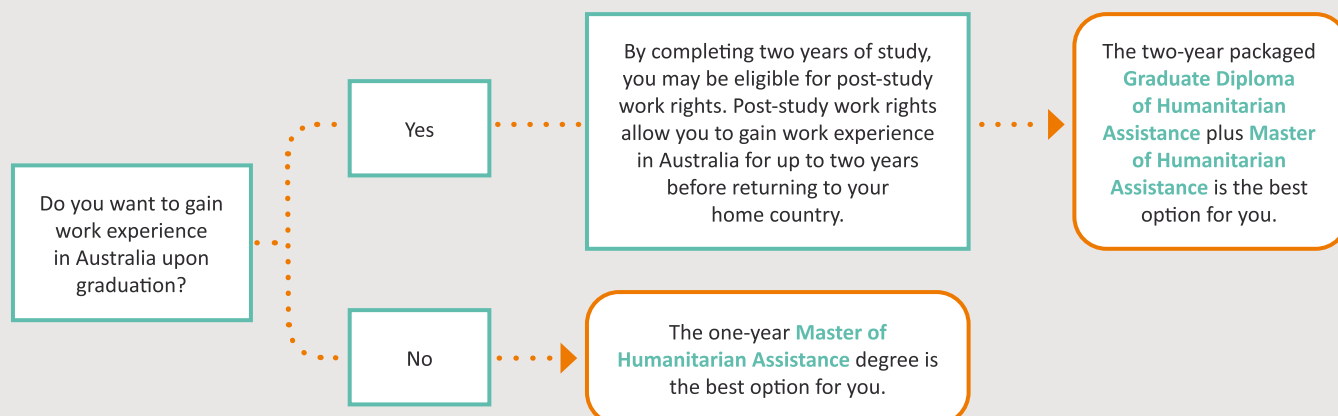 Do you want to gain
work experience
in Australia upon
graduation?
Yes
By completing two years of study,
you may be eligible for post-study
work rights. Post-study work rights
allow you to gain work experience
in Australia for up to two years
before returning to your
home country.
The two-year packaged
Graduate Diploma
of Humanitarian
Assistance plus Master
of Humanitarian
Assistance is the best
option for you.
No
The one-year Master of
Humanitarian Assistance degree is
the best option for you.